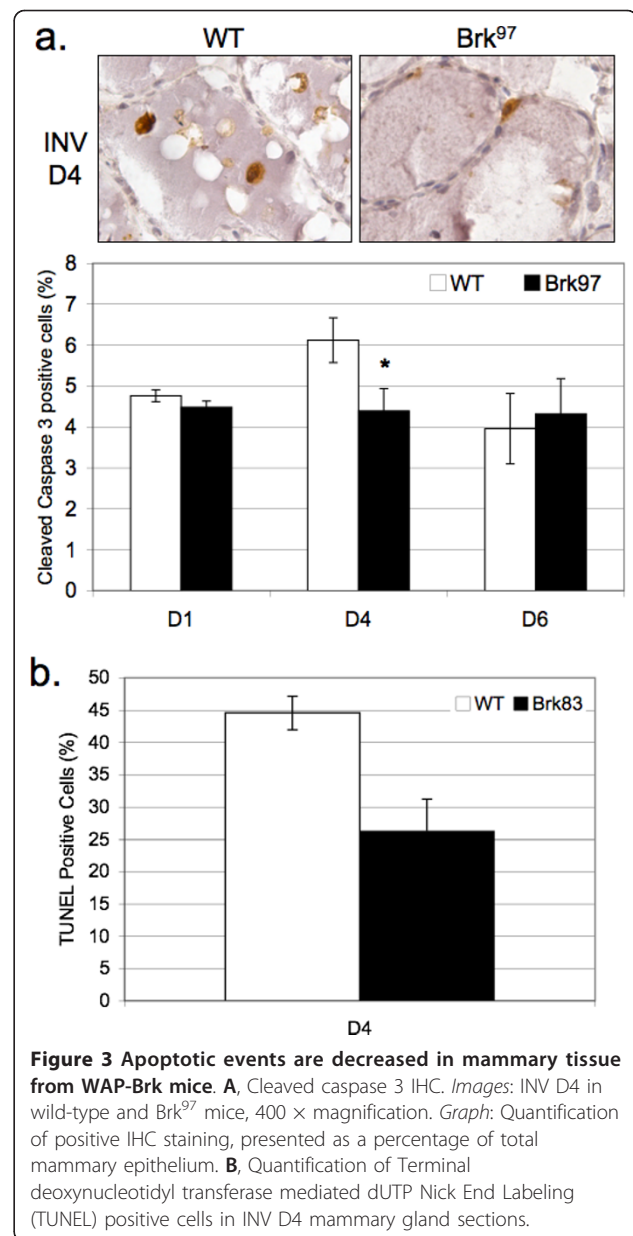 a.
WT
Brk97
INV
D4
8
7
6
5
4
3
2
1
0
Cleaved Caspase 3 positive cells (%)
WT
Brk97
*
D1
D4
D6
b.
50
45
40
35
30
25
20
15
10
5
0
TUNEL Positive Cells (%)
WT
Brk83
D4
Figure 3 Apoptotic events are decreased in mammary tissue
from WAP-Brk mice. A, Cleaved caspase 3 IHC. Images: INV D4 in
wild-type and Brk97 mice, 400 × magnification. Graph: Quantification
of positive IHC staining, presented as a percentage of total
mammary epithelium. B, Quantification of Terminal
deoxynucleotidyl transferase mediated dUTP Nick End Labeling
(TUNEL) positive cells in INV D4 mammary gland sections.